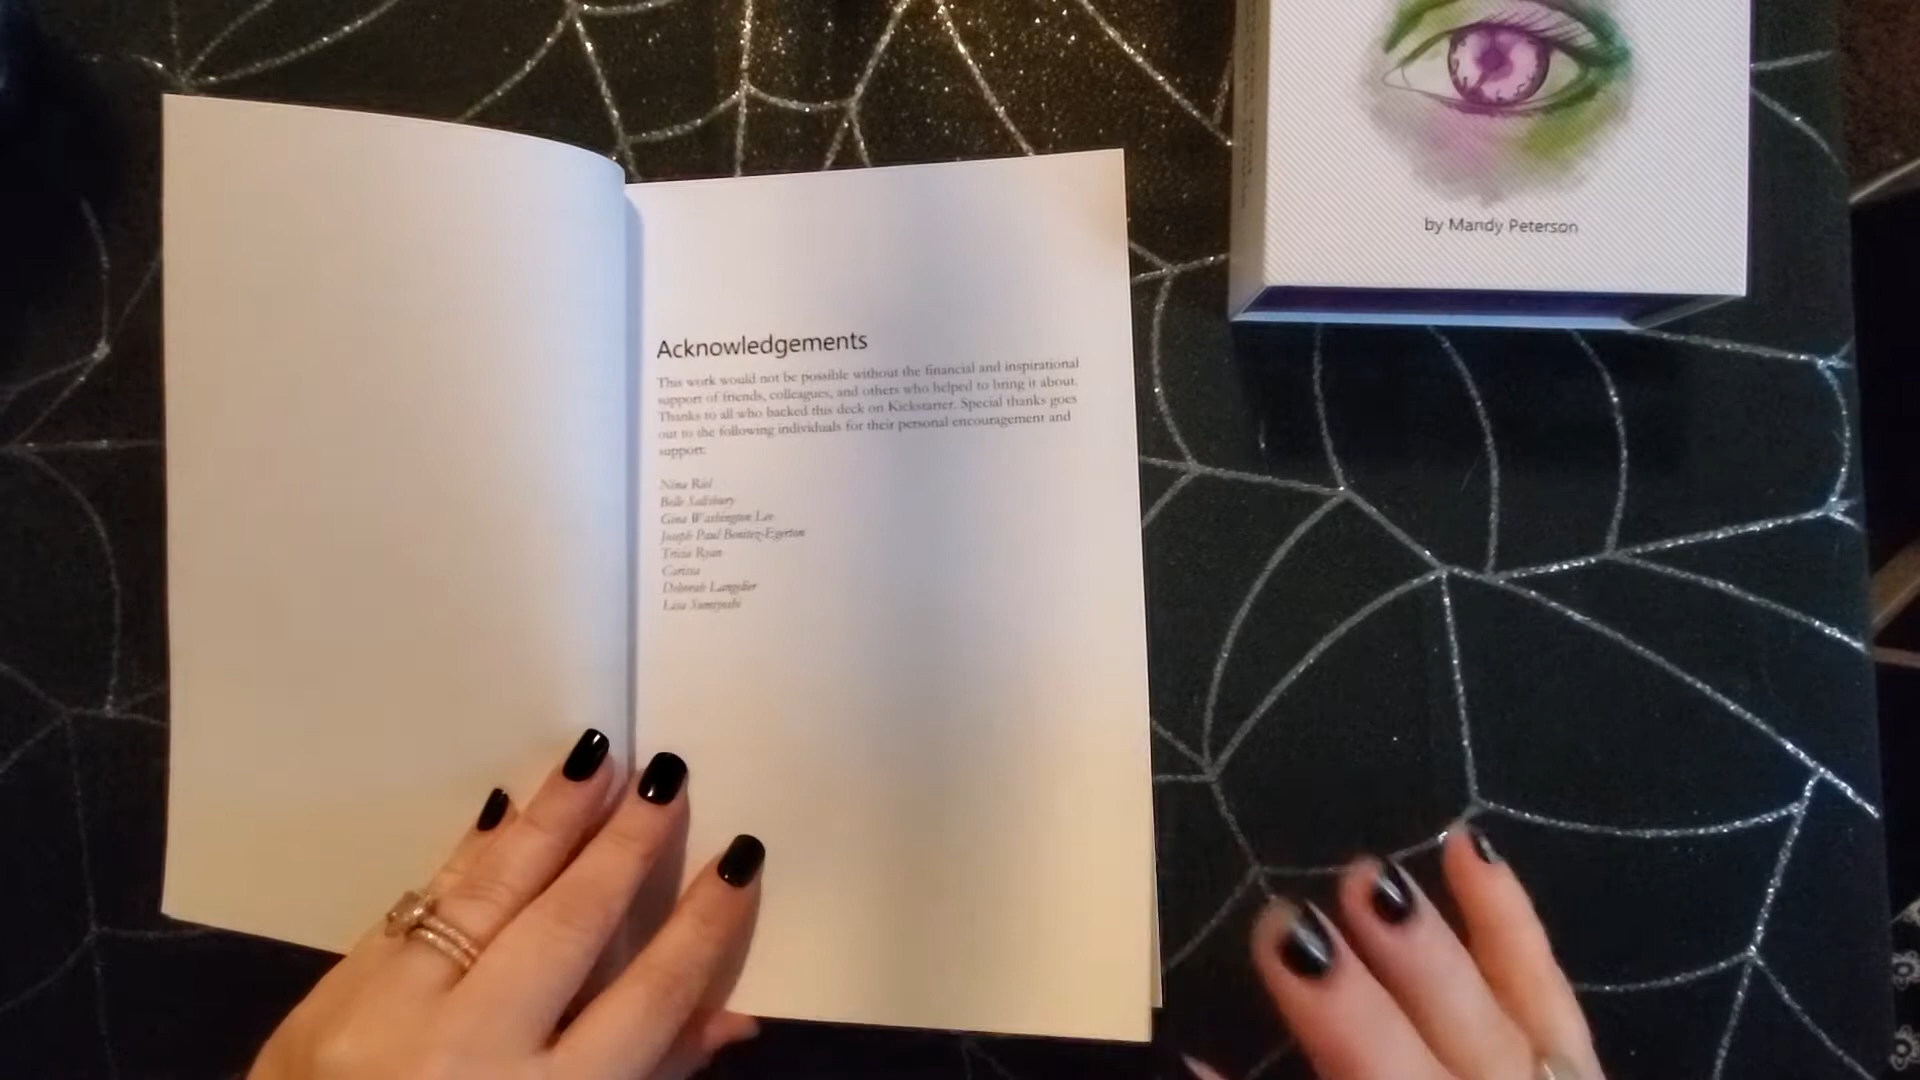 by Mandy Peterson
Acknowledgements
This work would not be possible without the financial and inspirational
support of friends, colleagues, and others who helped to bring it about.
Thanks to all who backed this deck on Kickstarter. Special thanks goes
out to the following individuals for their personal encouragement and
support:
Nina Riel
Belle Salisbury
Gina Washington Lee
Joseph Paul Benitez-Egerton
Tricia Ryan
Carissa
Deborah
Lisa